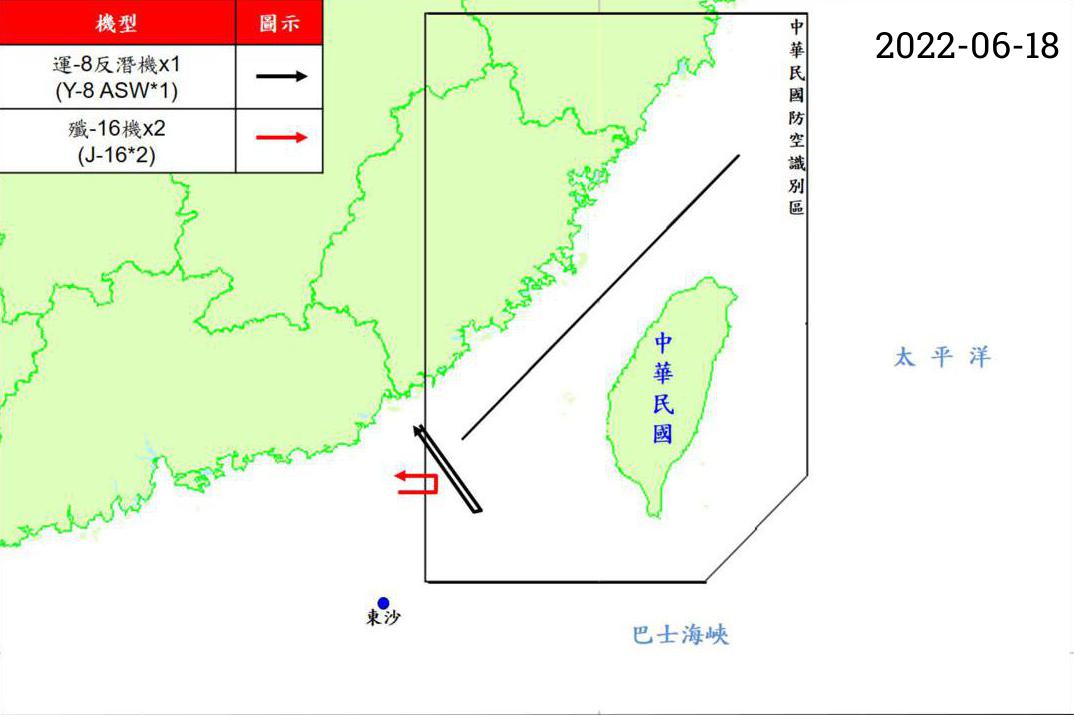 機型 圖示
運-8反潛機x1
(Y-8 ASW*1)
殲-16機x2
(J-16*2)
2022-06-18
中華民國防空識別區
中華民國
太平洋
東沙
巴士海峽